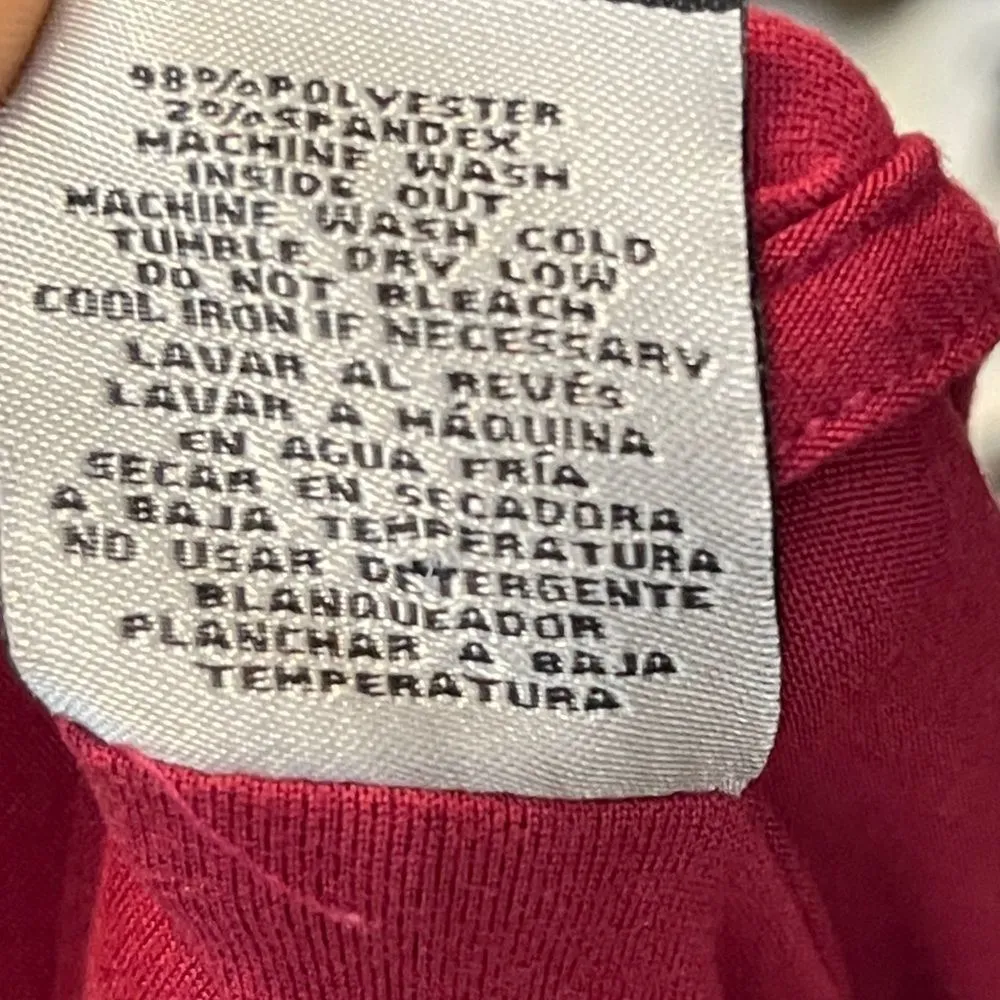 98%POLYESTER
2%SPANDEX
MACHINE WASH
INSIDE OUT
MACHINE WASH COLD
TUMBLE DRY LOW
DO NOT BLEACH
COOL IRON IF NECESSARY
LAVAR AL REVÉS
LAVAR A MÁQUINA
EN AGUA FRÍA
SECAR EN SECADORA
A BAJA TEMPERATURA
NO USAR DETERGENTE
BLANQUEADOR
PLANCHAR A BAJA
TEMPERATURA